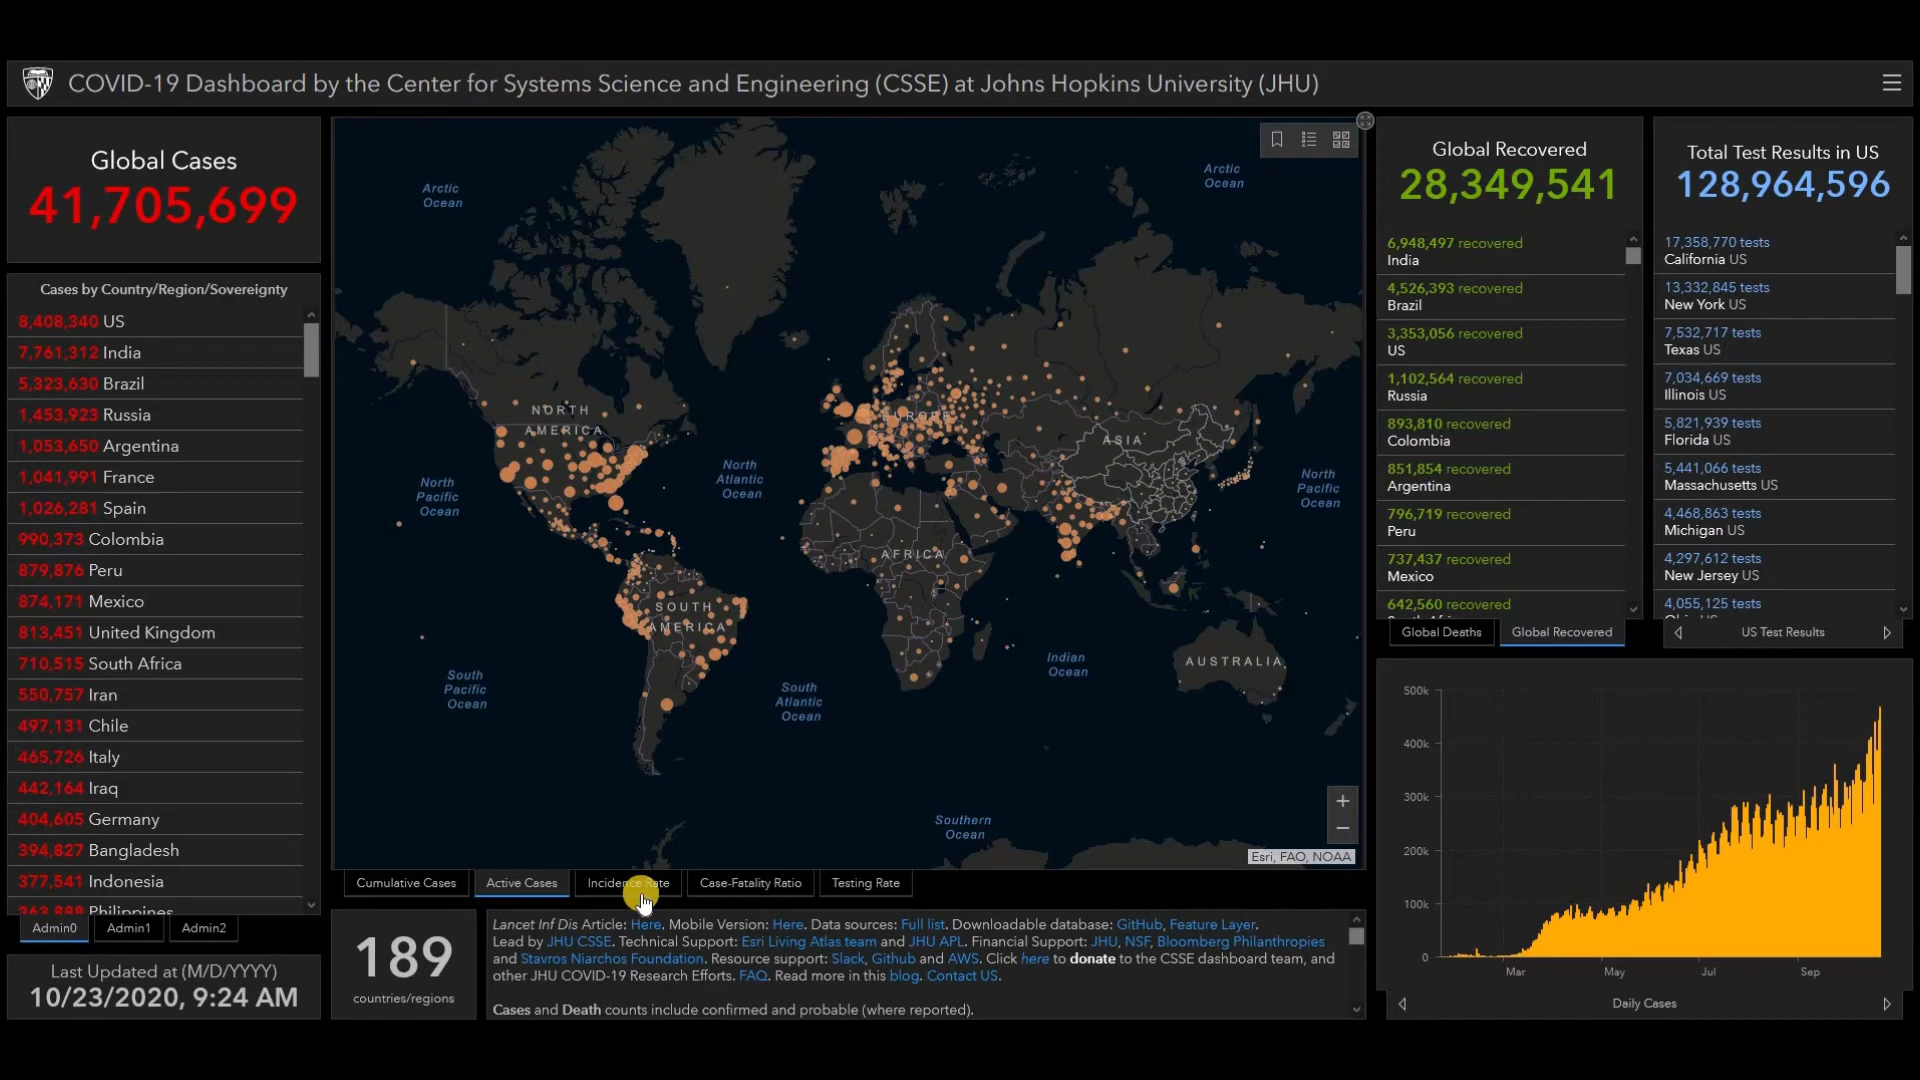 COVID-19 Dashboard by the Center for Systems Science and Engineering (CSSE) at Johns Hopkins University (JHU)
Global Cases
41,705,699
Cases by Country/Region/Sovereignty
8,408,340 US
7,761,312 India
5,323,630 Brazil
1,453,923 Russia
1,053,650 Argentina
1,041,991 France
1,026,281 Spain
990,373 Colombia
879,876 Peru
874,171 Mexico
813,451 United Kingdom
710,515 South Africa
550,757 Iran
497,131 Chile
465,726 Italy
442,164 Iraq
404,605 Germany
394,827 Bangladesh
377,541 Indonesia
363,888 Philippines
Admin0 Admin1 Admin2
Last Updated at (M/D/YYYY)
10/23/2020, 9:24 AM
Arctic
Ocean
Arctic
Ocean
NORTH
AMERICA
EUROPE
ASIA
North
Pacific
Ocean
North
Atlantic
Ocean
North
Pacific
Ocean
AFRICA
SOUTH
AMERICA
AUSTRALIA
Indian
Ocean
South
Pacific
Ocean
South
Atlantic
Ocean
Southern
Ocean
+
−
Esri, FAO, NOAA
Cumulative Cases Active Cases Incidence Rate Case-Fatality Ratio Testing Rate
189
countries/regions
Lancet Inf Dis Article: Here. Mobile Version: Here. Data sources: Full list. Downloadable database: GitHub, Feature Layer.
Lead by JHU CSSE. Technical Support: Esri Living Atlas team and JHU APL. Financial Support: JHU, NSF, Bloomberg Philanthropies
and Stavros Niarchos Foundation. Resource support: Slack, Github and AWS. Click here to donate to the CSSE dashboard team, and
other JHU COVID-19 Research Efforts. FAQ. Read more in this blog. Contact US.
Cases and Death counts include confirmed and probable (where reported).
Global Recovered
28,349,541
6,948,497 recovered
India
4,526,393 recovered
Brazil
3,353,056 recovered
US
1,102,564 recovered
Russia
893,810 recovered
Colombia
851,854 recovered
Argentina
796,719 recovered
Peru
737,437 recovered
Mexico
642,560 recovered
Global Deaths Global Recovered
Total Test Results in US
128,964,596
17,358,770 tests
California US
13,332,845 tests
New York US
7,532,717 tests
Texas US
7,034,669 tests
Illinois US
5,821,939 tests
Florida US
5,441,066 tests
Massachusetts US
4,468,863 tests
Michigan US
4,297,612 tests
New Jersey US
4,055,125 tests
US Test Results
500k
400k
300k
200k
100k
0
Mar May Jul Sep
Daily Cases